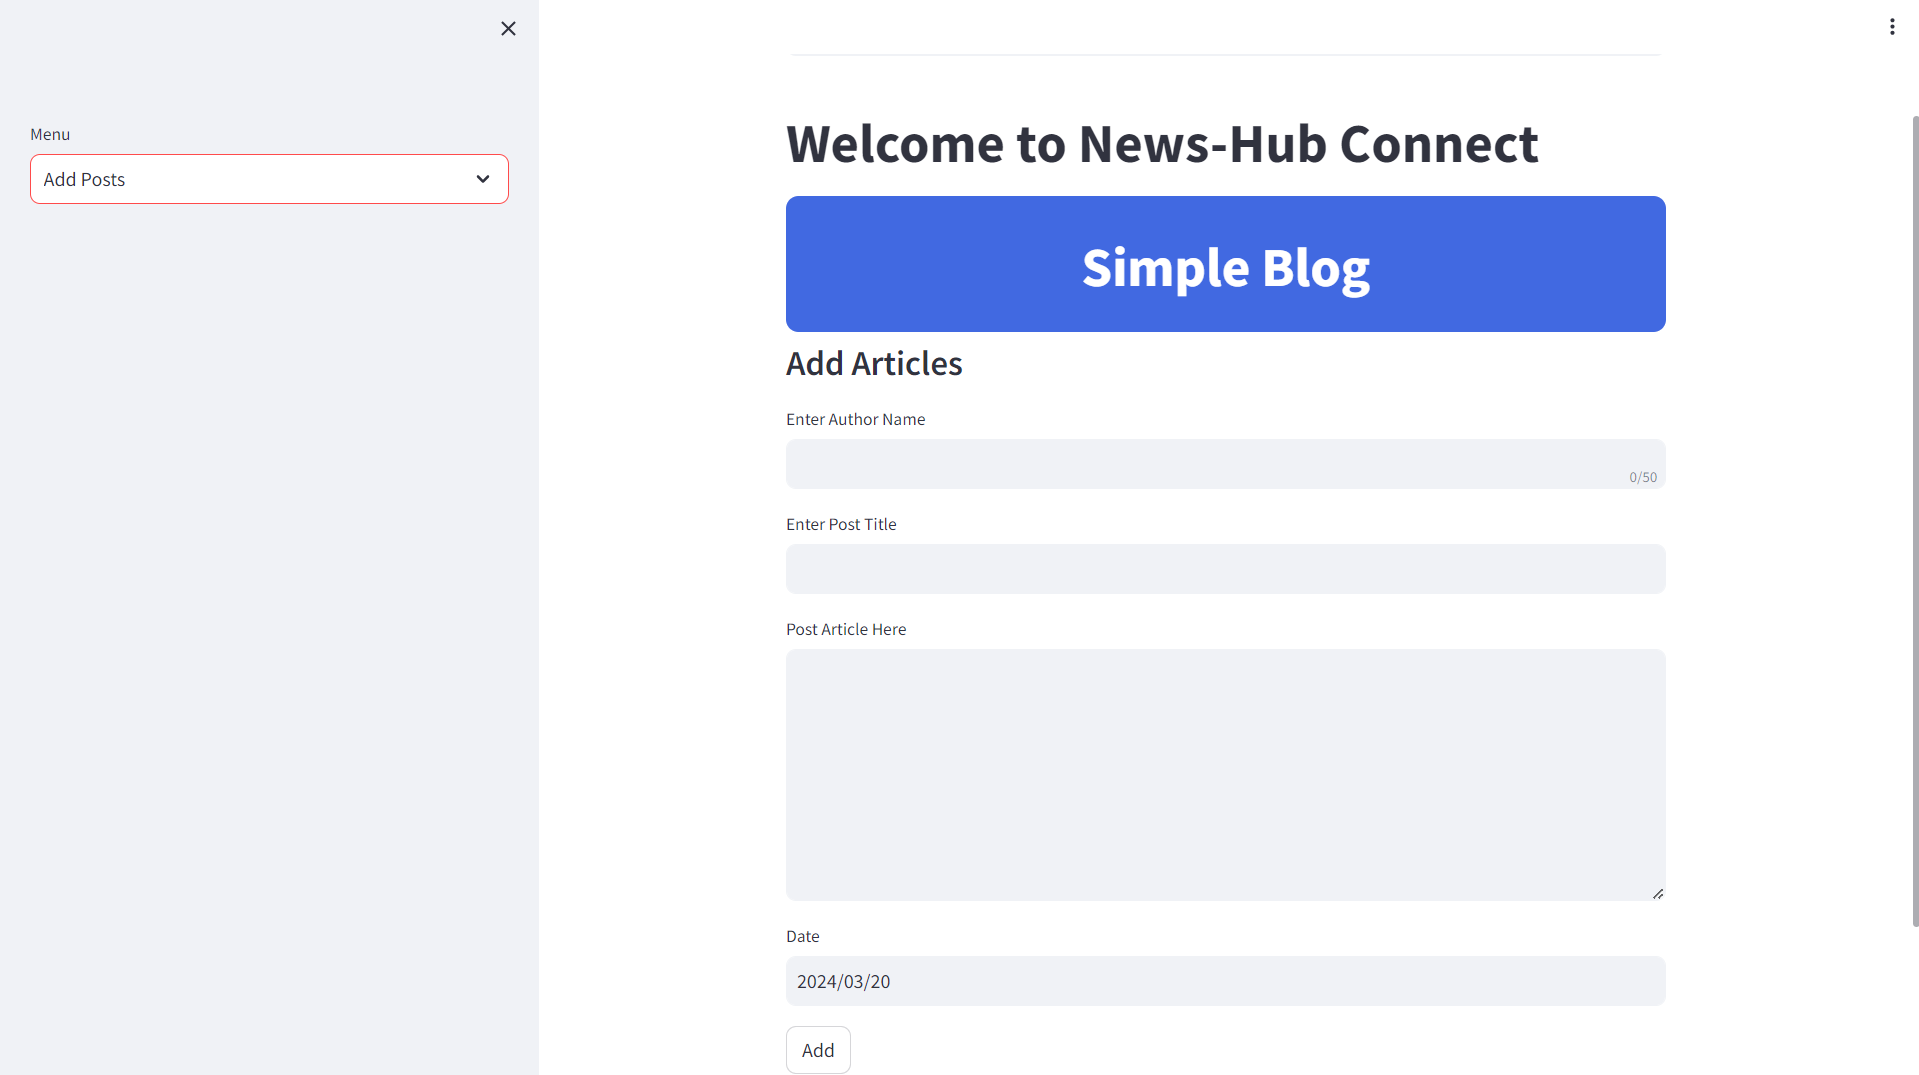 Menu
Add Posts
Welcome to News-Hub Connect
Simple Blog
Add Articles
Enter Author Name
0/50
Enter Post Title
Post Article Here
Date
2024/03/20
Add